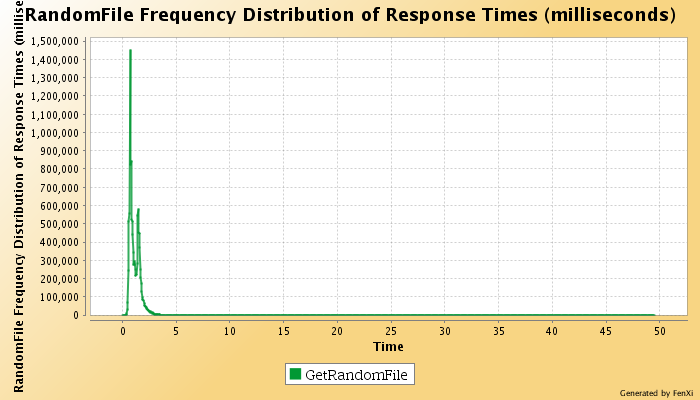 RandomFile Frequency Distribution of Response Times (milliseconds)
RandomFile Frequency Distribution of Response Times (millise
1,500,000
1,400,000
1,300,000
1,200,000
1,100,000
1,000,000
900,000
800,000
700,000
600,000
500,000
400,000
300,000
200,000
100,000
0
0 5 10 15 20 25 30 35 40 45 50
Time
GetRandomFile
Generated by FenXi